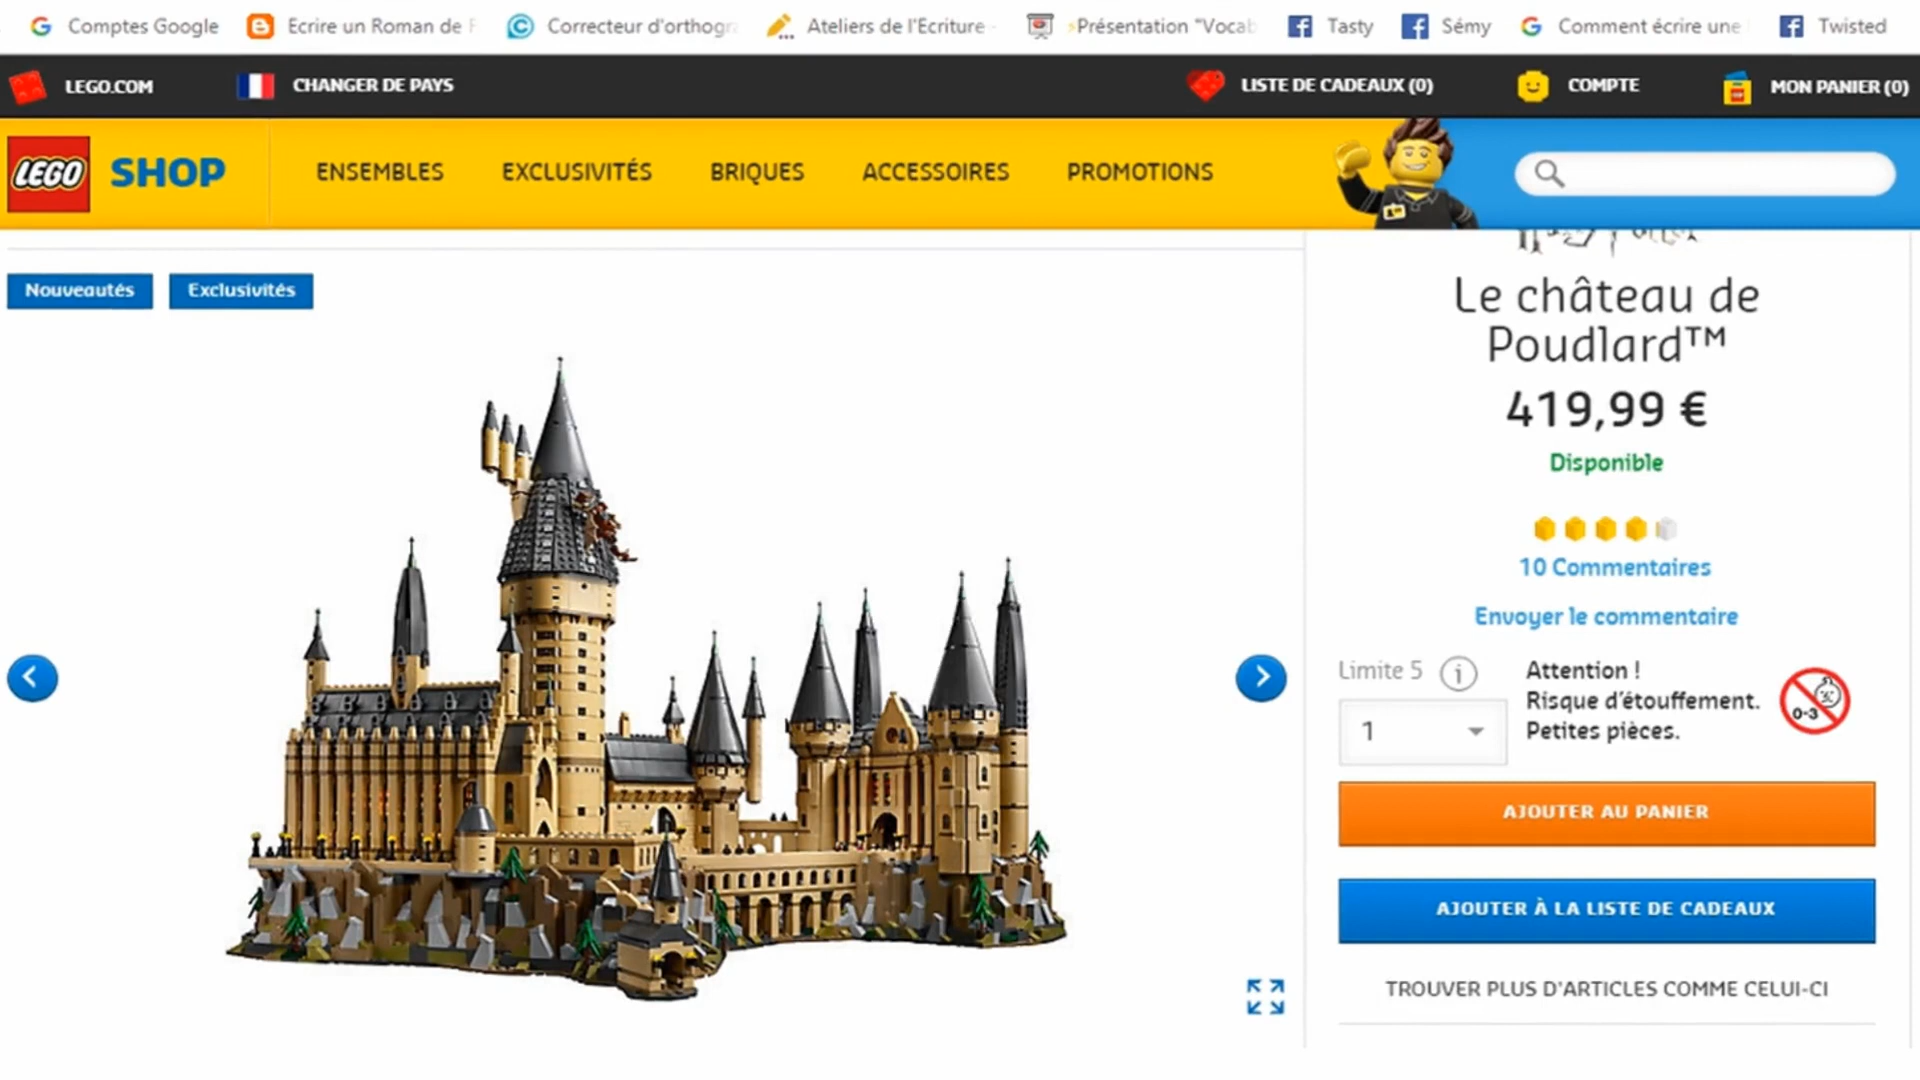 Comptes Google
Ecrire un Roman de F
Correcteur d'orthogra
Ateliers de l'Ecriture -
Présentation "Vocab
Tasty
Sémy
Comment écrire une
Twisted
LEGO.COM
CHANGER DE PAYS
LISTE DE CADEAUX (0)
COMPTE
MON PANIER (0)
LEGO SHOP
ENSEMBLES
EXCLUSIVITÉS
BRIQUES
ACCESSOIRES
PROMOTIONS
Nouveautés
Exclusivités
Le château de
Poudlard™
419,99 €
Disponible
10 Commentaires
Envoyer le commentaire
Limite 5
1
Attention !
Risque d'étouffement.
Petites pièces.
0-3
AJOUTER AU PANIER
AJOUTER À LA LISTE DE CADEAUX
TROUVER PLUS D'ARTICLES COMME CELUI-CI